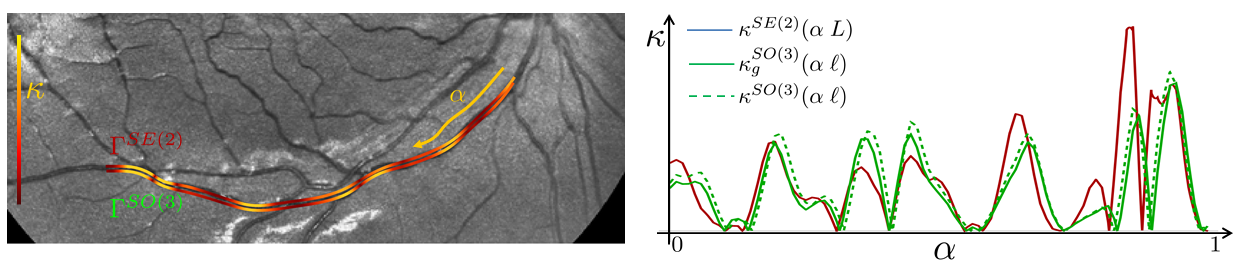 κ
α
Γ^{SE(2)}
Γ^{SO(3)}
κ
κ^{SE(2)}(α L)
κ_g^{SO(3)}(α ℓ)
κ^{SO(3)}(α ℓ)
0
α
1